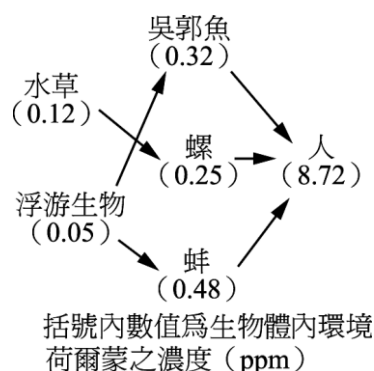 吳郭魚
（0.32）
水草
（0.12）
螺
（0.25）
人
（8.72）
浮游生物
（0.05）
蚌
（0.48）
括號內數值爲生物體內環境
荷爾蒙之濃度（ppm）